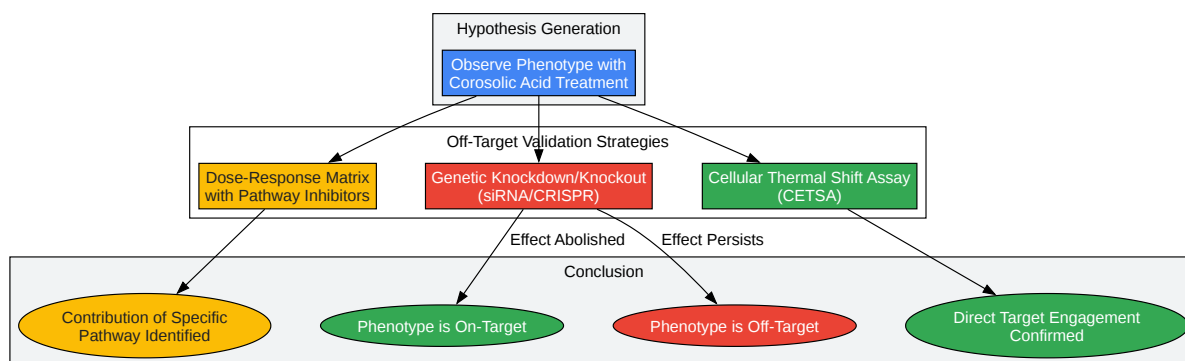 Hypothesis Generation
Observe Phenotype with
Corosolic Acid Treatment
Off-Target Validation Strategies
Dose-Response Matrix
with Pathway Inhibitors
Genetic Knockdown/Knockout
(siRNA/CRISPR)
Cellular Thermal Shift Assay
(CETSA)
Effect Abolished
Effect Persists
Conclusion
Contribution of Specific
Pathway Identified
Phenotype is On-Target
Phenotype is Off-Target
Direct Target Engagement
Confirmed